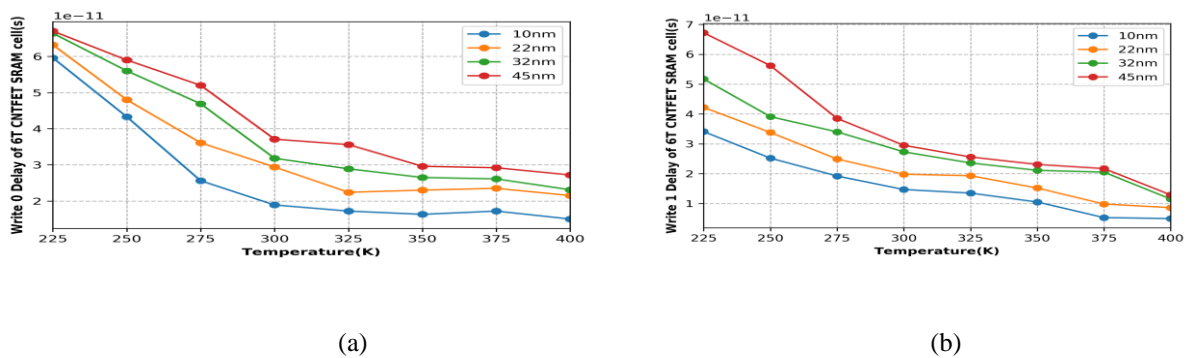 1e−11
Write 0 Delay of 6T CNTFET SRAM cell(s)
6
5
4
3
2
225 250 275 300 325 350 375 400
Temperature(K)
10nm
22nm
32nm
45nm
(a)
1e−11
Write 1 Delay of 6T CNTFET SRAM cell(s)
7
6
5
4
3
2
1
225 250 275 300 325 350 375 400
Temperature(K)
10nm
22nm
32nm
45nm
(b)